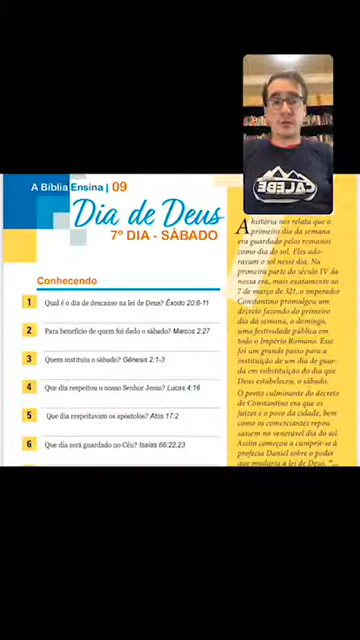 CALEBE
A Bíblia Ensina | 09
Dia de Deus
7º DIA - SÁBADO
Conhecendo
1 Qual é o dia de descanso na lei de Deus? Êxodo 20:8-11
2 Para benefício de quem foi dado o sábado? Marcos 2:27
3 Quem instituiu o sábado? Gênesis 2:1-3
4 Que dia respeitou o nosso Senhor Jesus? Lucas 4:16
5 Que dia respeitavam os apóstolos? Atos 17:2
6 Que dia será guardado no Céu? Isaías 66:22,23
A história nos relata que o
primeiro dia da semana
era guardado pelos romanos
como dia do sol. Eles ado-
ravam o sol nesse dia. Na
primeira parte do século IV da
nossa era, mais exatamente ao
7 de março de 321, o imperador
Constantino promulgou um
decreto fazendo do primeiro
dia da semana, o domingo,
uma festividade pública em
todo o Império Romano. Esse
foi um grande passo para a
instituição de um dia de guar-
da em substituição do dia que
Deus estabeleceu, o sábado.
O ponto culminante do decreto
de Constantino era que os
juízes e o povo da cidade, bem
como os comerciantes repou
sassem no venerável dia do sol.
Assim começou a cumprir-se a
profecia Daniel sobre o poder
que mudaria a lei de Deus. "...